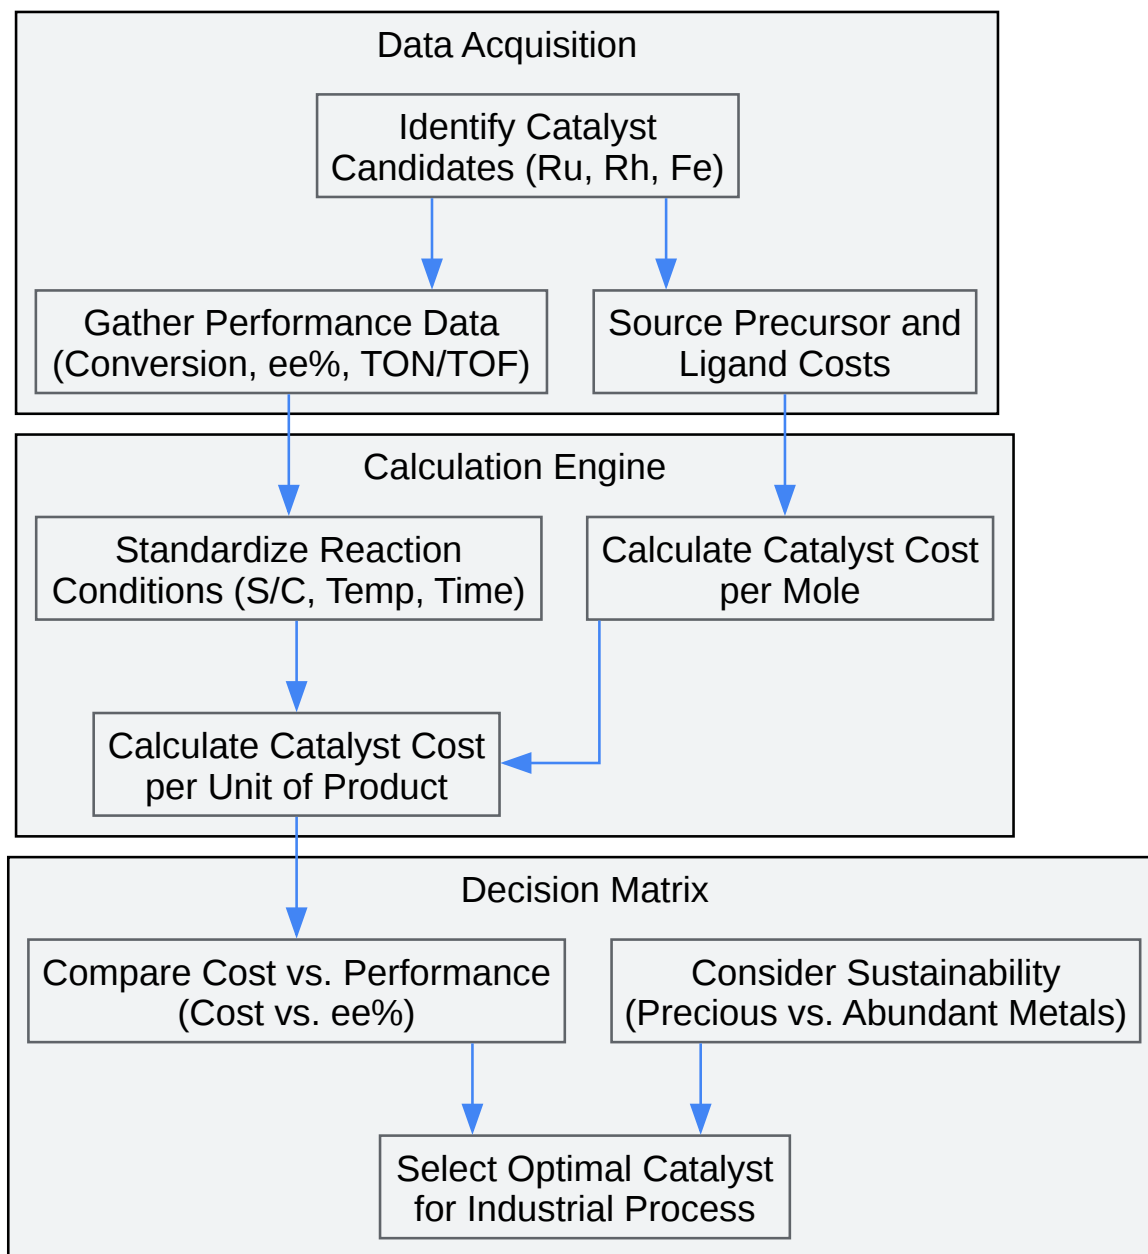 Data Acquisition
Identify Catalyst
Candidates (Ru, Rh, Fe)
Gather Performance Data
(Conversion, ee%, TON/TOF)
Source Precursor and
Ligand Costs
Calculation Engine
Standardize Reaction
Conditions (S/C, Temp, Time)
Calculate Catalyst Cost
per Mole
Calculate Catalyst Cost
per Unit of Product
Decision Matrix
Compare Cost vs. Performance
(Cost vs. ee%)
Consider Sustainability
(Precious vs. Abundant Metals)
Select Optimal Catalyst
for Industrial Process